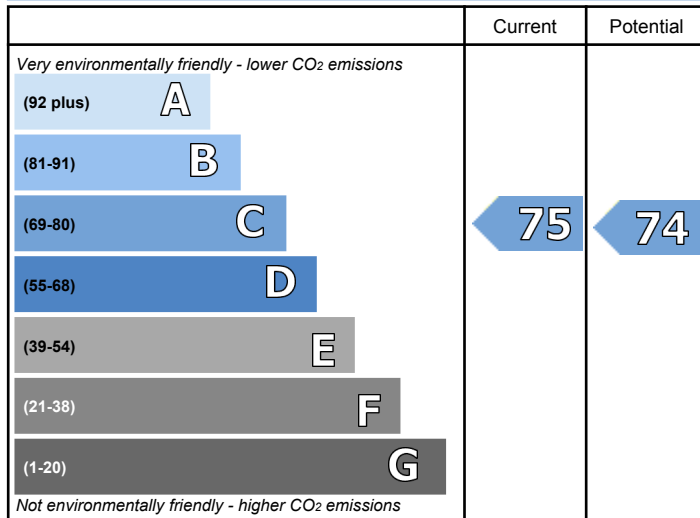 Current Potential
Very environmentally friendly - lower CO2 emissions
(92 plus) A
(81-91) B
(69-80) C 75 74
(55-68) D
(39-54) E
(21-38) F
(1-20) G
Not environmentally friendly - higher CO2 emissions